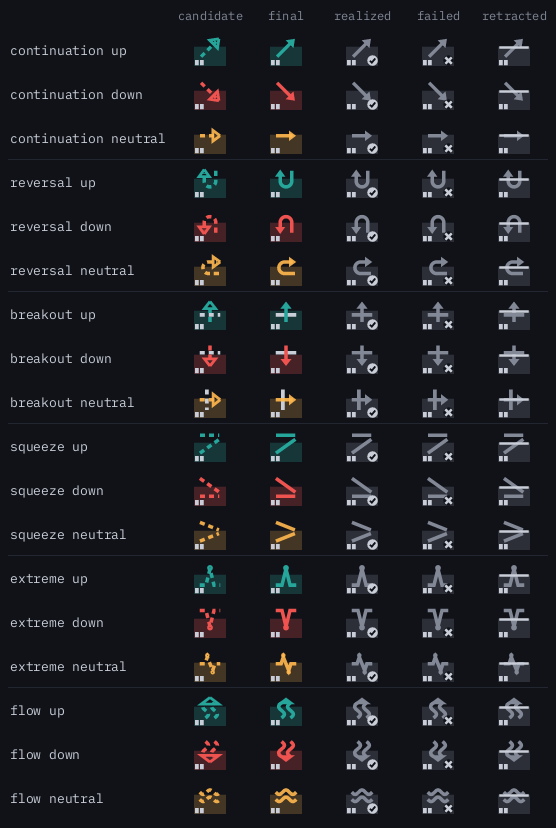 candidate final realized failed retracted
continuation up
continuation down
continuation neutral
reversal up
reversal down
reversal neutral
breakout up
breakout down
breakout neutral
squeeze up
squeeze down
squeeze neutral
extreme up
extreme down
extreme neutral
flow up
flow down
flow neutral